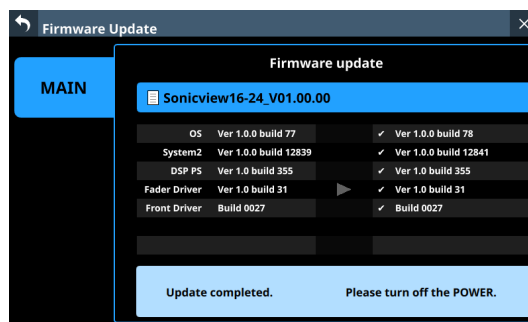 Firmware Update
Firmware update
MAIN
Sonicview16-24_V01.00.00
OS Ver 1.0.0 build 77 ✔ Ver 1.0.0 build 78
System2 Ver 1.0.0 build 12839 ✔ Ver 1.0.0 build 12841
DSP PS Ver 1.0 build 355 ✔ Ver 1.0 build 355
Fader Driver Ver 1.0 build 31 ✔ Ver 1.0 build 31
Front Driver Build 0027 ✔ Build 0027
Update completed. Please turn off the POWER.